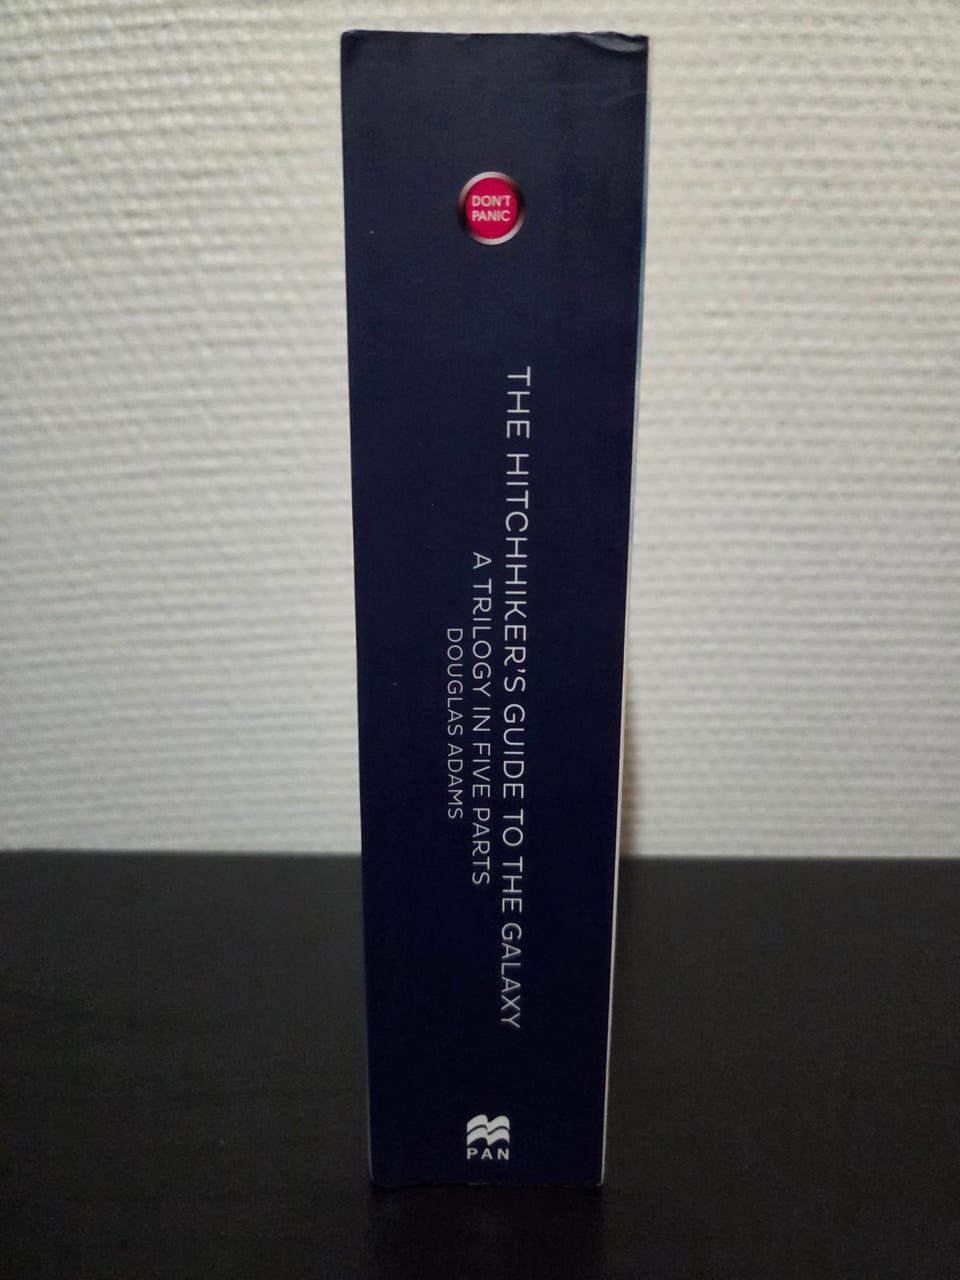 DON'T
PANIC
THE HITCHHIKER'S GUIDE TO THE GALAXY
A TRILOGY IN FIVE PARTS
DOUGLAS ADAMS
PAN